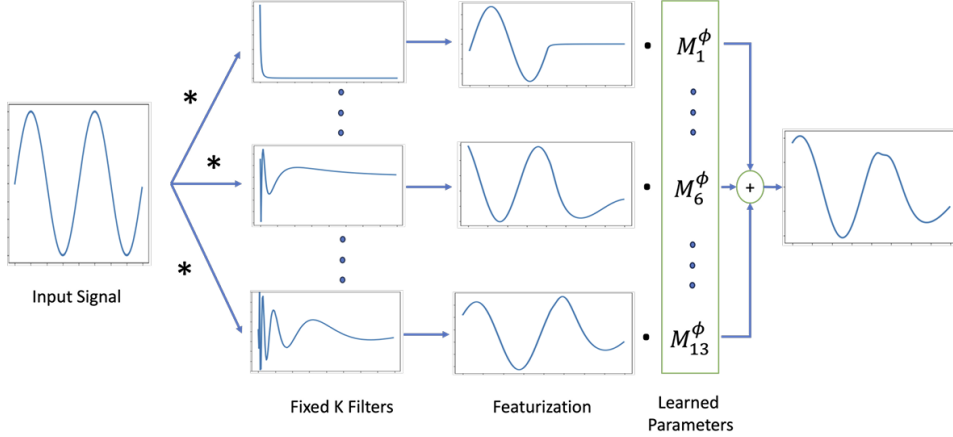 *
*
*
Input Signal
Fixed K Filters
Featurization
Learned
Parameters
· M₁^ϕ
· M₆^ϕ
· M₁₃^ϕ
+